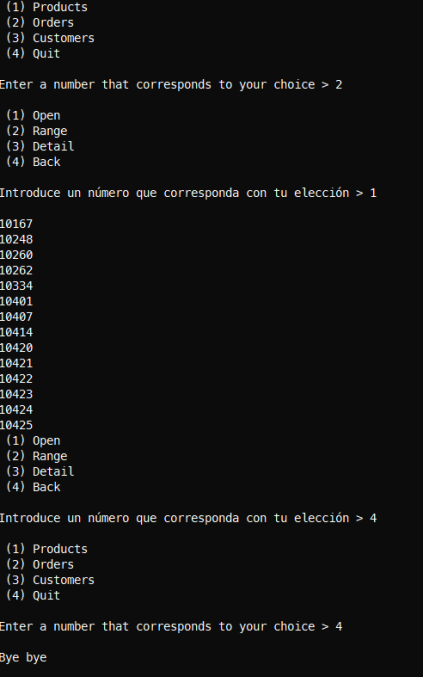 (1) Products
(2) Orders
(3) Customers
(4) Quit
Enter a number that corresponds to your choice > 2
(1) Open
(2) Range
(3) Detail
(4) Back
Introduce un número que corresponda con tu elección > 1
10167
10248
10260
10262
10334
10401
10407
10414
10420
10421
10422
10423
10424
10425
(1) Open
(2) Range
(3) Detail
(4) Back
Introduce un número que corresponda con tu elección > 4
(1) Products
(2) Orders
(3) Customers
(4) Quit
Enter a number that corresponds to your choice > 4
Bye bye